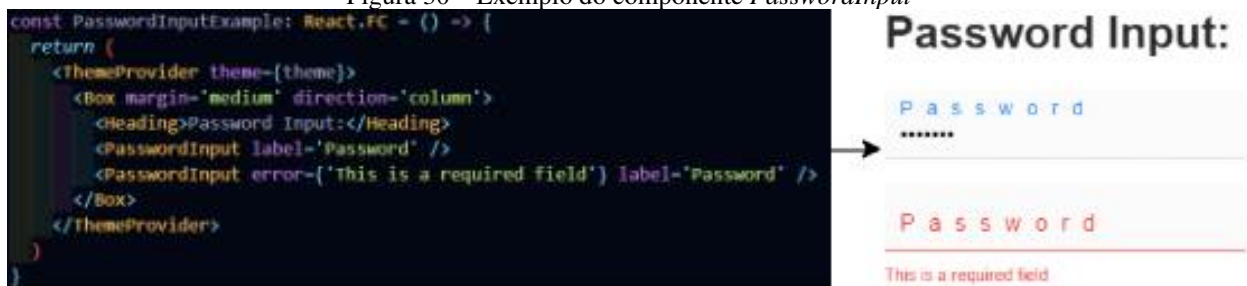 Figura 30 – Exemplo do componente PasswordInput
const PasswordInputExample: React.FC = () => {
return (
<ThemeProvider theme={theme}>
<Box margin='medium' direction='column'>
<Heading>Password Input:</Heading>
<PasswordInput label='Password' />
<PasswordInput error={'This is a required field'} label='Password' />
</Box>
</ThemeProvider>
)
}
Password Input:
Password
•••••••
Password
This is a required field